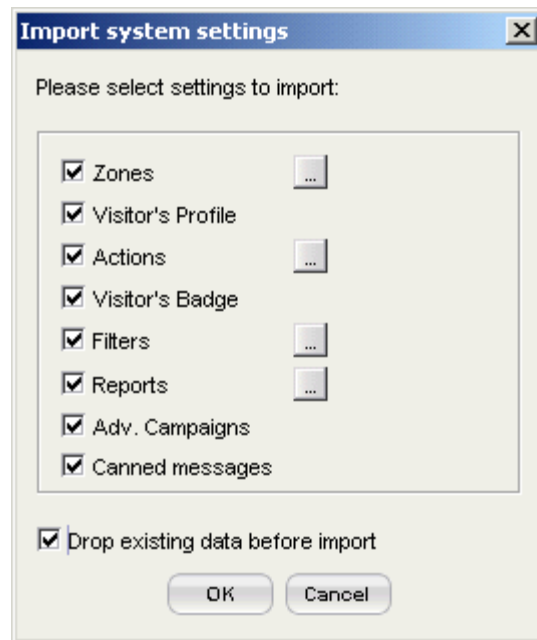 Import system settings
Please select settings to import:
Zones ...
Visitor's Profile
Actions ...
Visitor's Badge
Filters ...
Reports ...
Adv. Campaigns
Canned messages
Drop existing data before import
OK Cancel